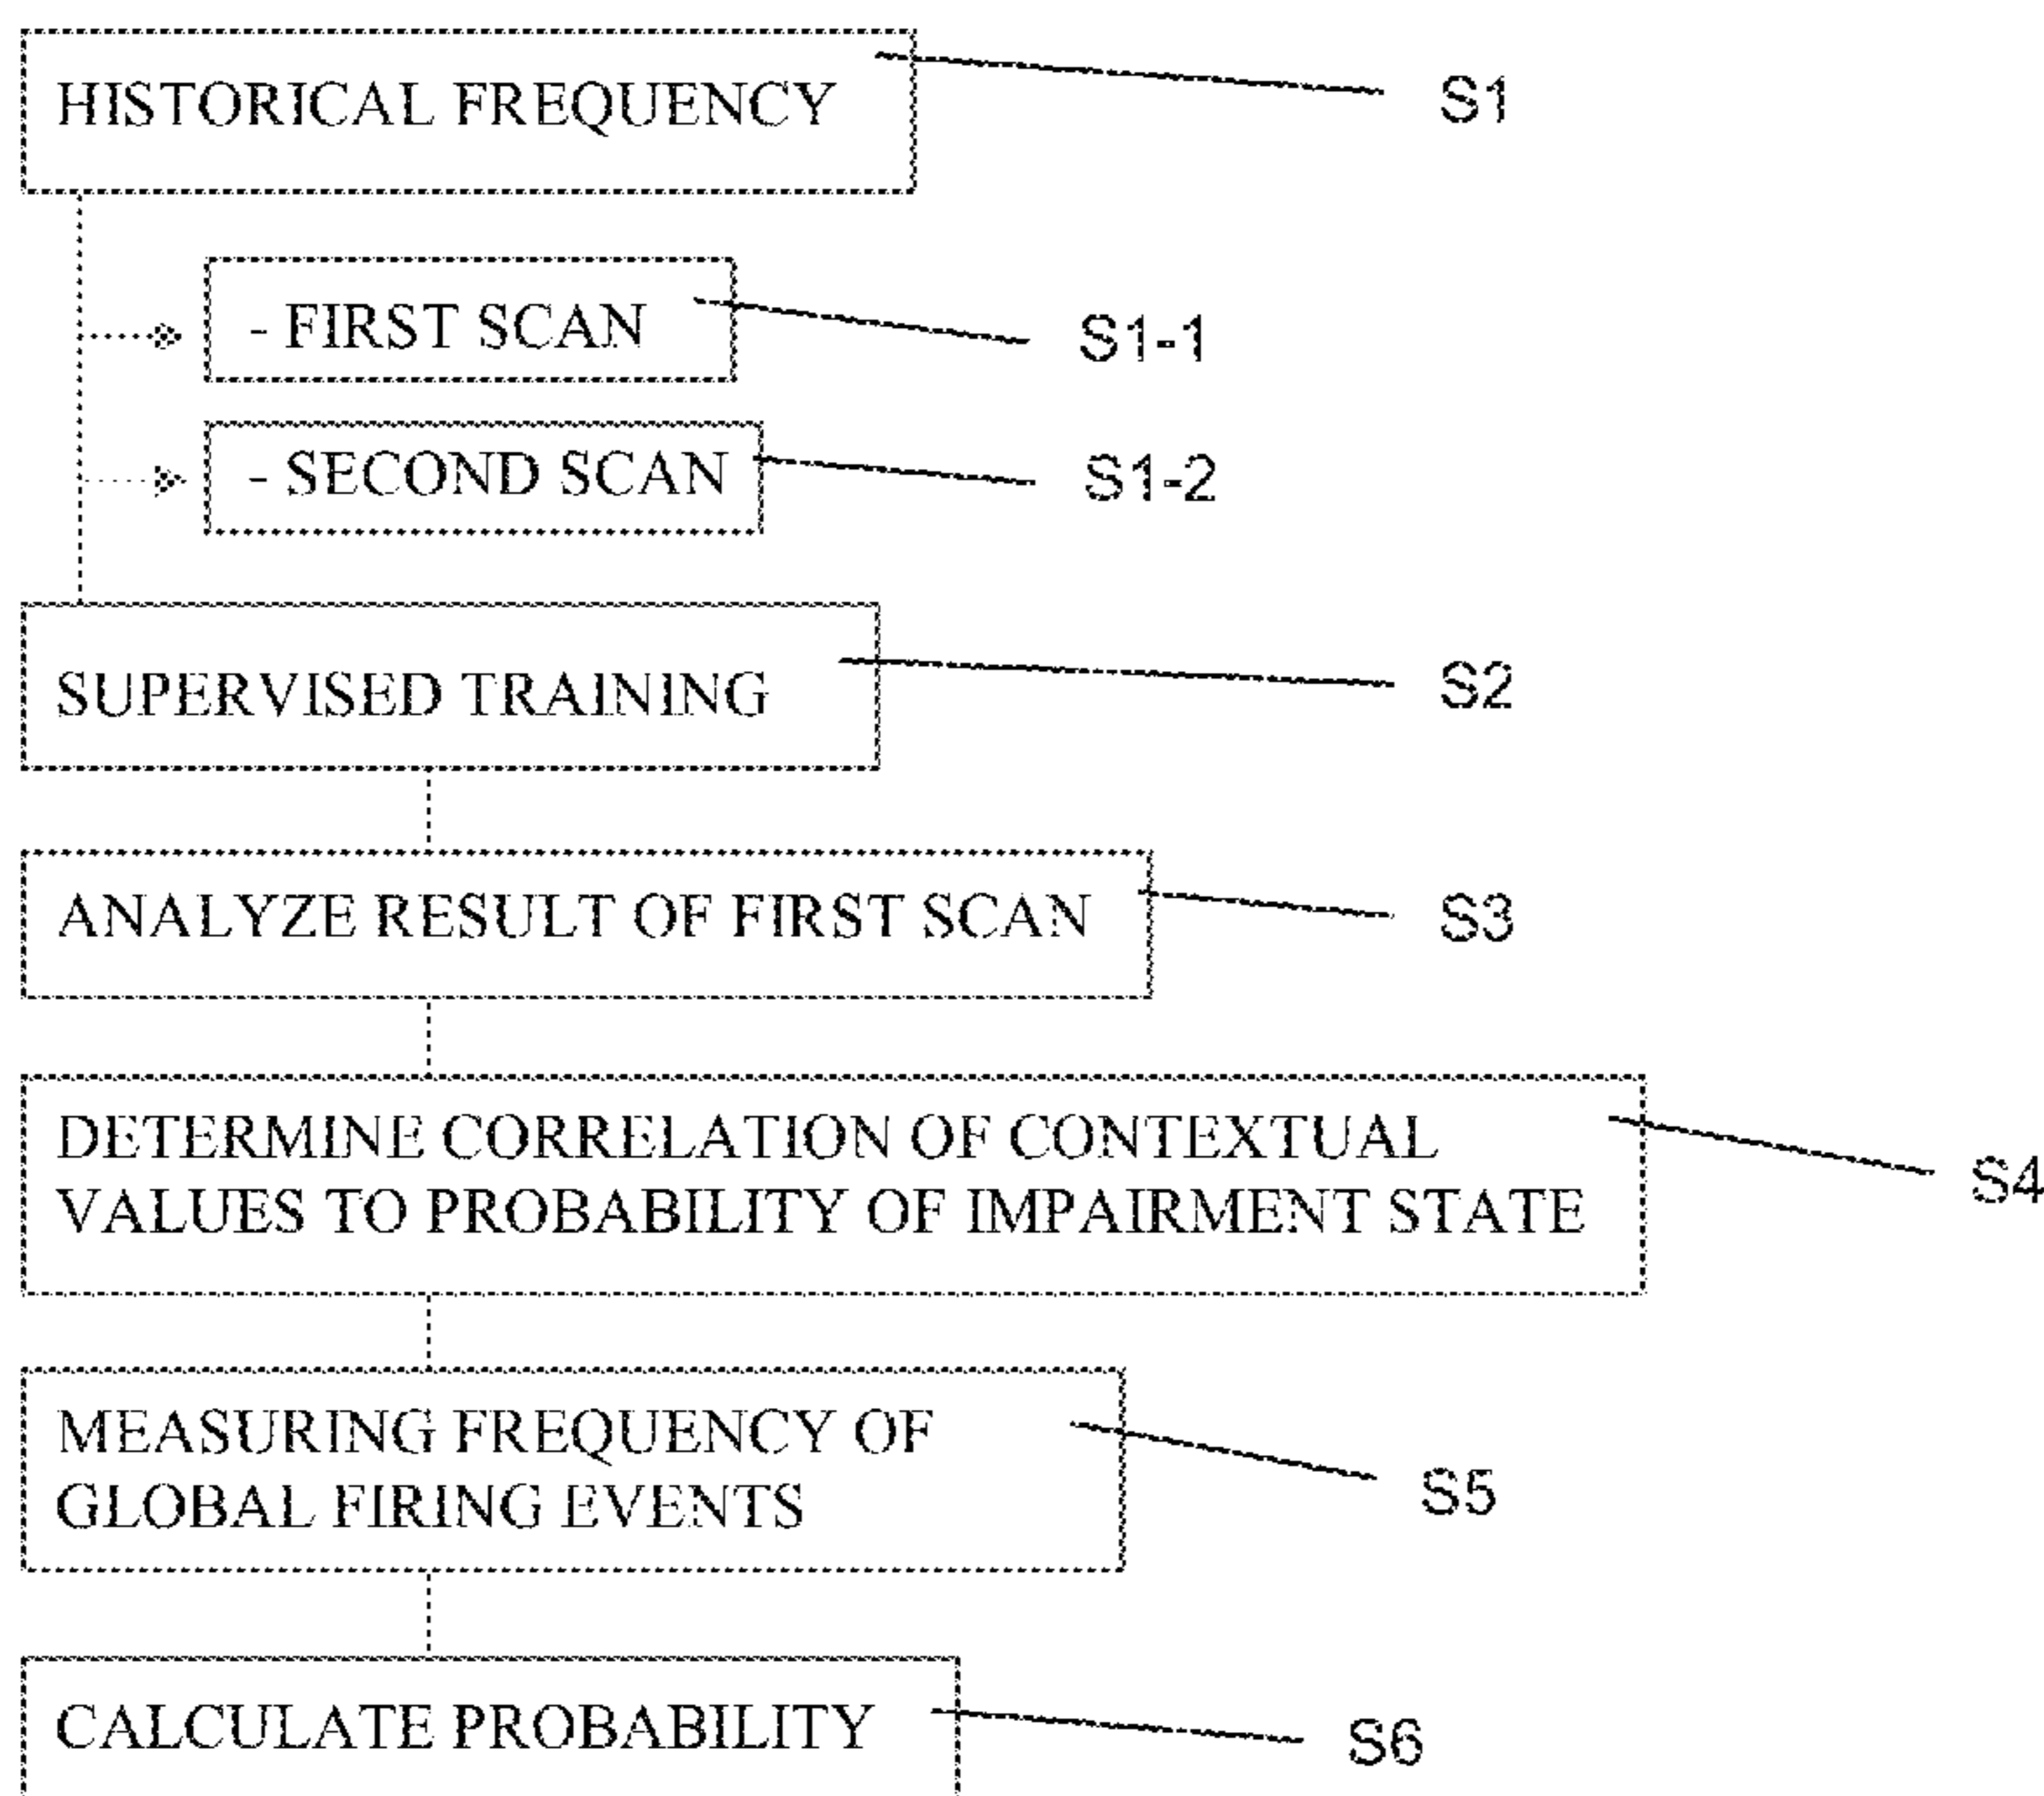 HISTORICAL FREQUENCY
S1
- FIRST SCAN
S1-1
- SECOND SCAN
S1-2
SUPERVISED TRAINING
S2
ANALYZE RESULT OF FIRST SCAN
S3
DETERMINE CORRELATION OF CONTEXTUAL
VALUES TO PROBABILITY OF IMPAIRMENT STATE
S4
MEASURING FREQUENCY OF
GLOBAL FIRING EVENTS
S5
CALCULATE PROBABILITY
S6